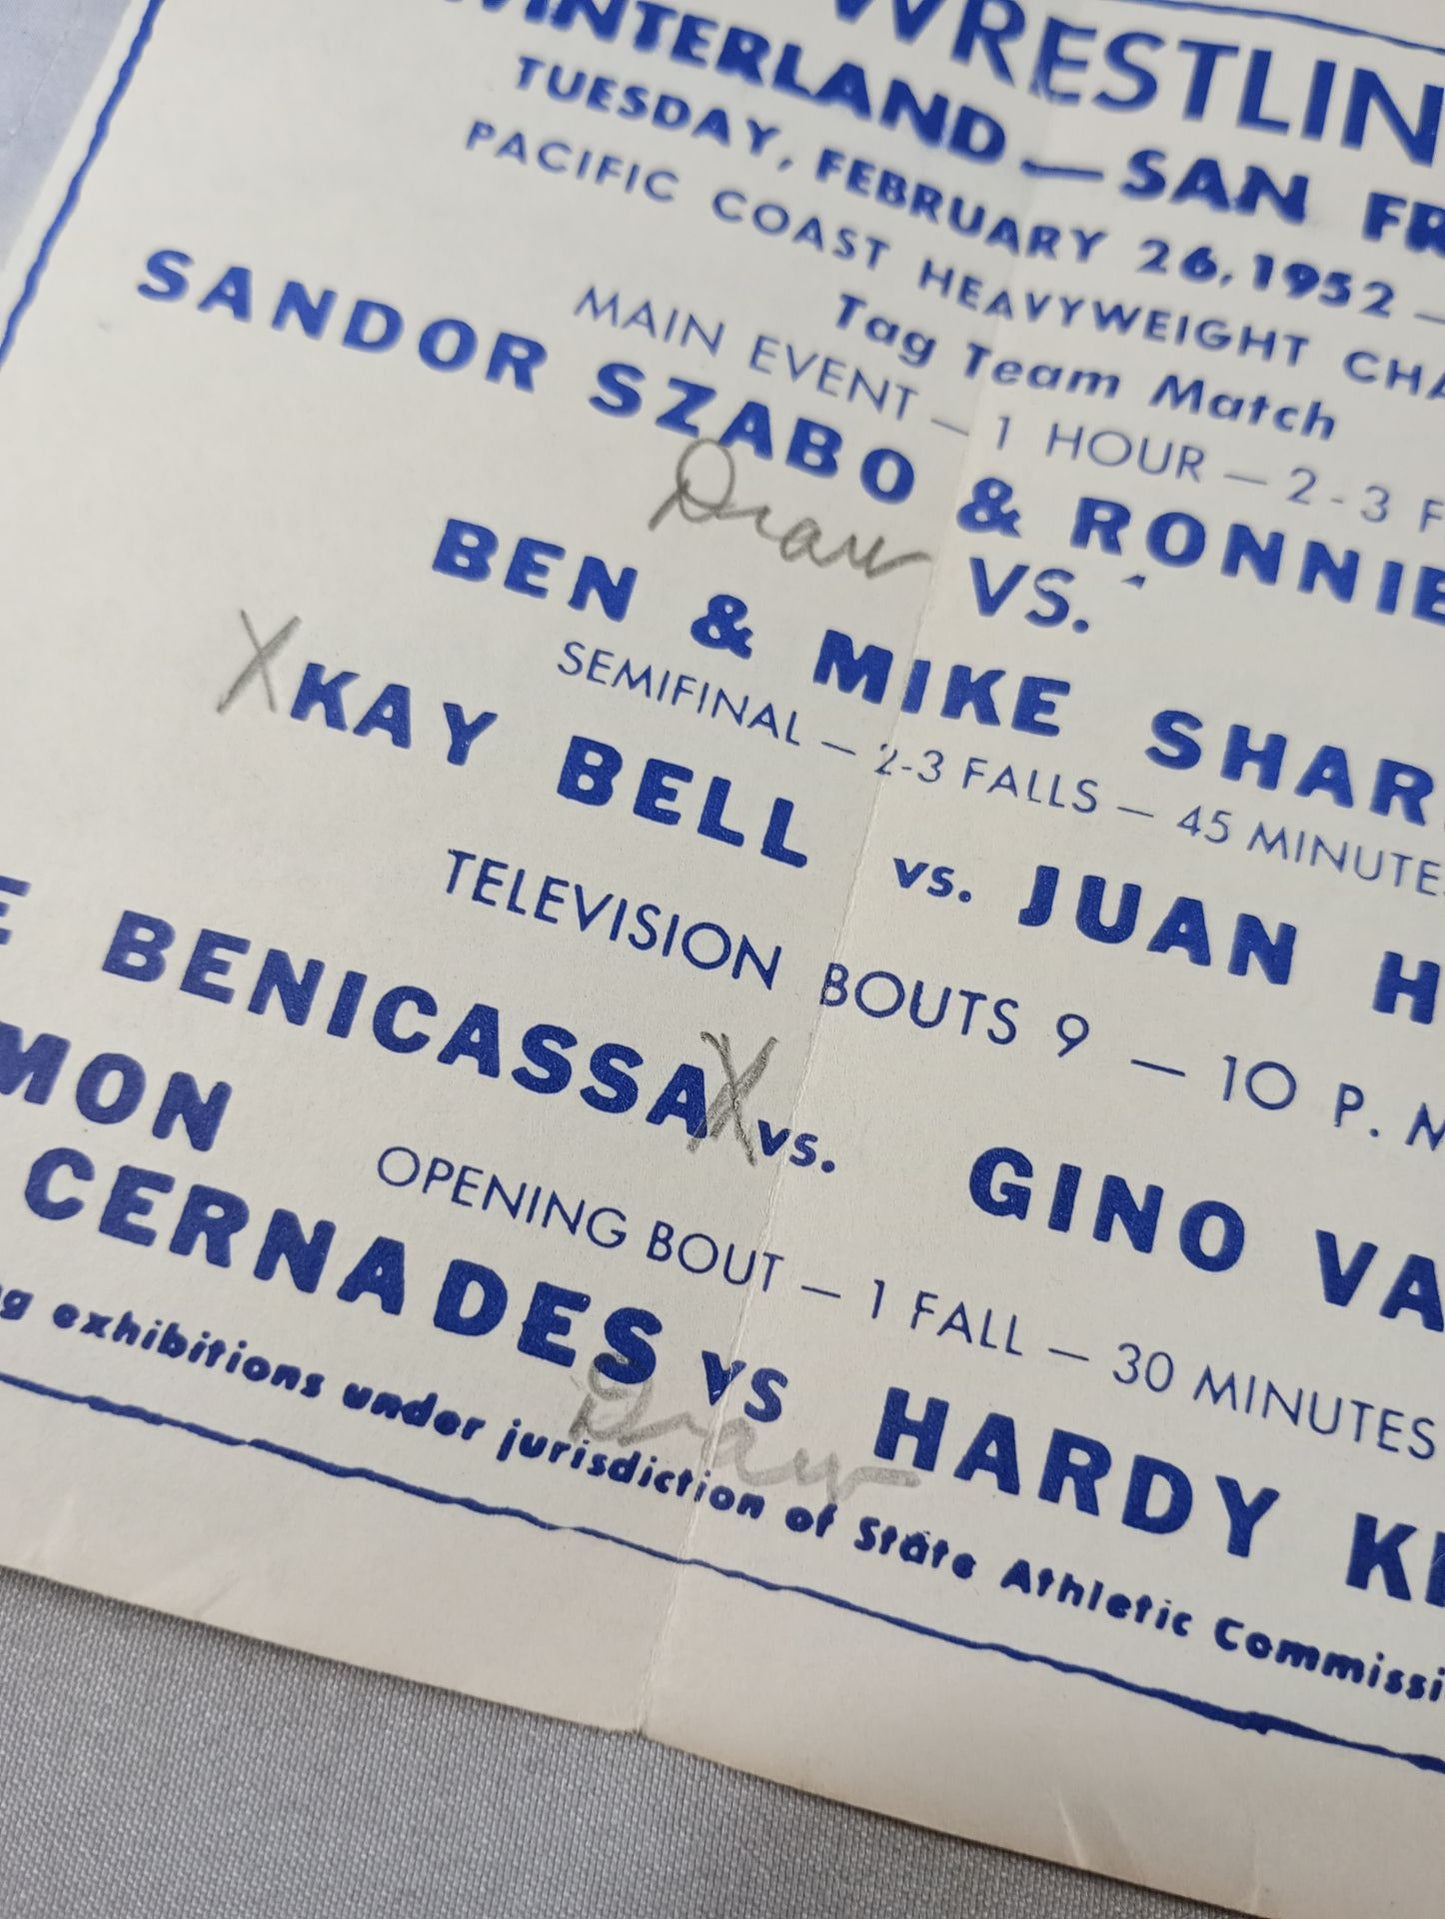 WRESTLIN
WINTERLAND — SAN FR
TUESDAY, FEBRUARY 26, 1952 —
PACIFIC COAST HEAVYWEIGHT CHA
Tag Team Match
MAIN EVENT — 1 HOUR — 2-3 F
SANDOR SZABO & RONNIE
Draw VS.
BEN & MIKE SHAR
SEMIFINAL — 2-3 FALLS — 45 MINUTE
X KAY BELL vs. JUAN H
TELEVISION BOUTS 9 — 10 P. M
E BENICASSA X vs. GINO VA
MON
OPENING BOUT — 1 FALL — 30 MINUTES
CERNADES VS HARDY K
Draw
g exhibitions under jurisdiction of State Athletic Commissi